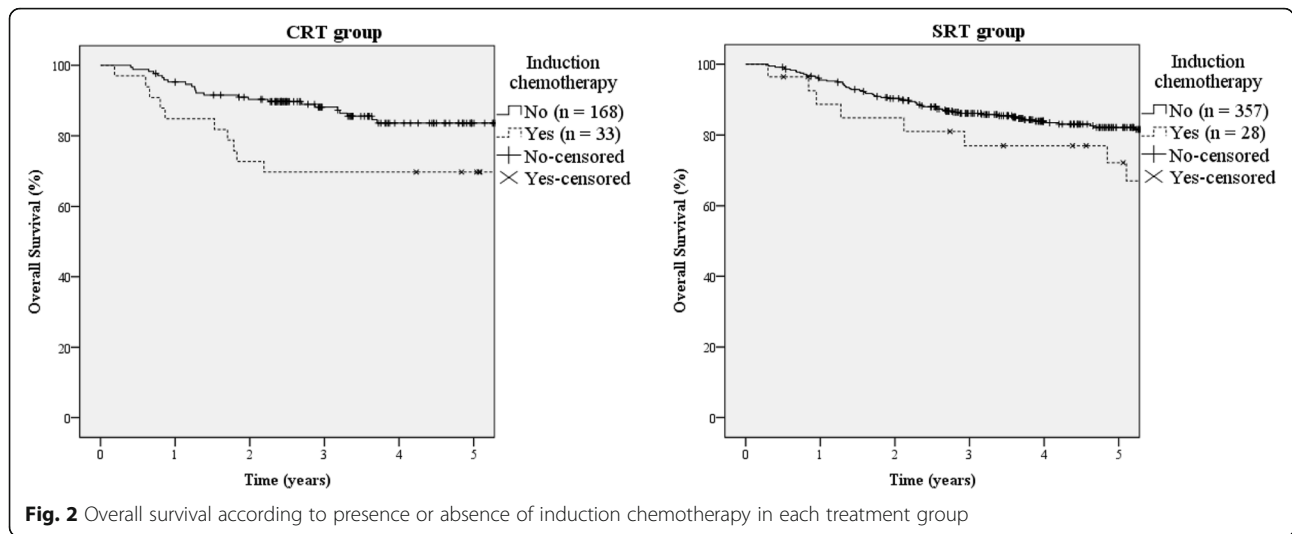 CRT group
Induction
chemotherapy
No (n = 168)
Yes (n = 33)
No-censored
Yes-censored
Overall Survival (%)
100
80
60
40
20
0
0 1 2 3 4 5
Time (years)
SRT group
Induction
chemotherapy
No (n = 357)
Yes (n = 28)
No-censored
Yes-censored
Overall Survival (%)
100
80
60
40
20
0
0 1 2 3 4 5
Time (years)
Fig. 2 Overall survival according to presence or absence of induction chemotherapy in each treatment group